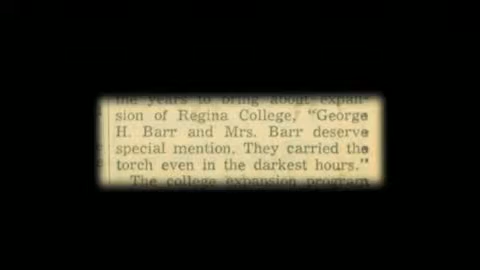 the years to bring about expan-
sion of Regina College, "George
H. Barr and Mrs. Barr deserve
special mention. They carried the
torch even in the darkest hours."
The college expansion program